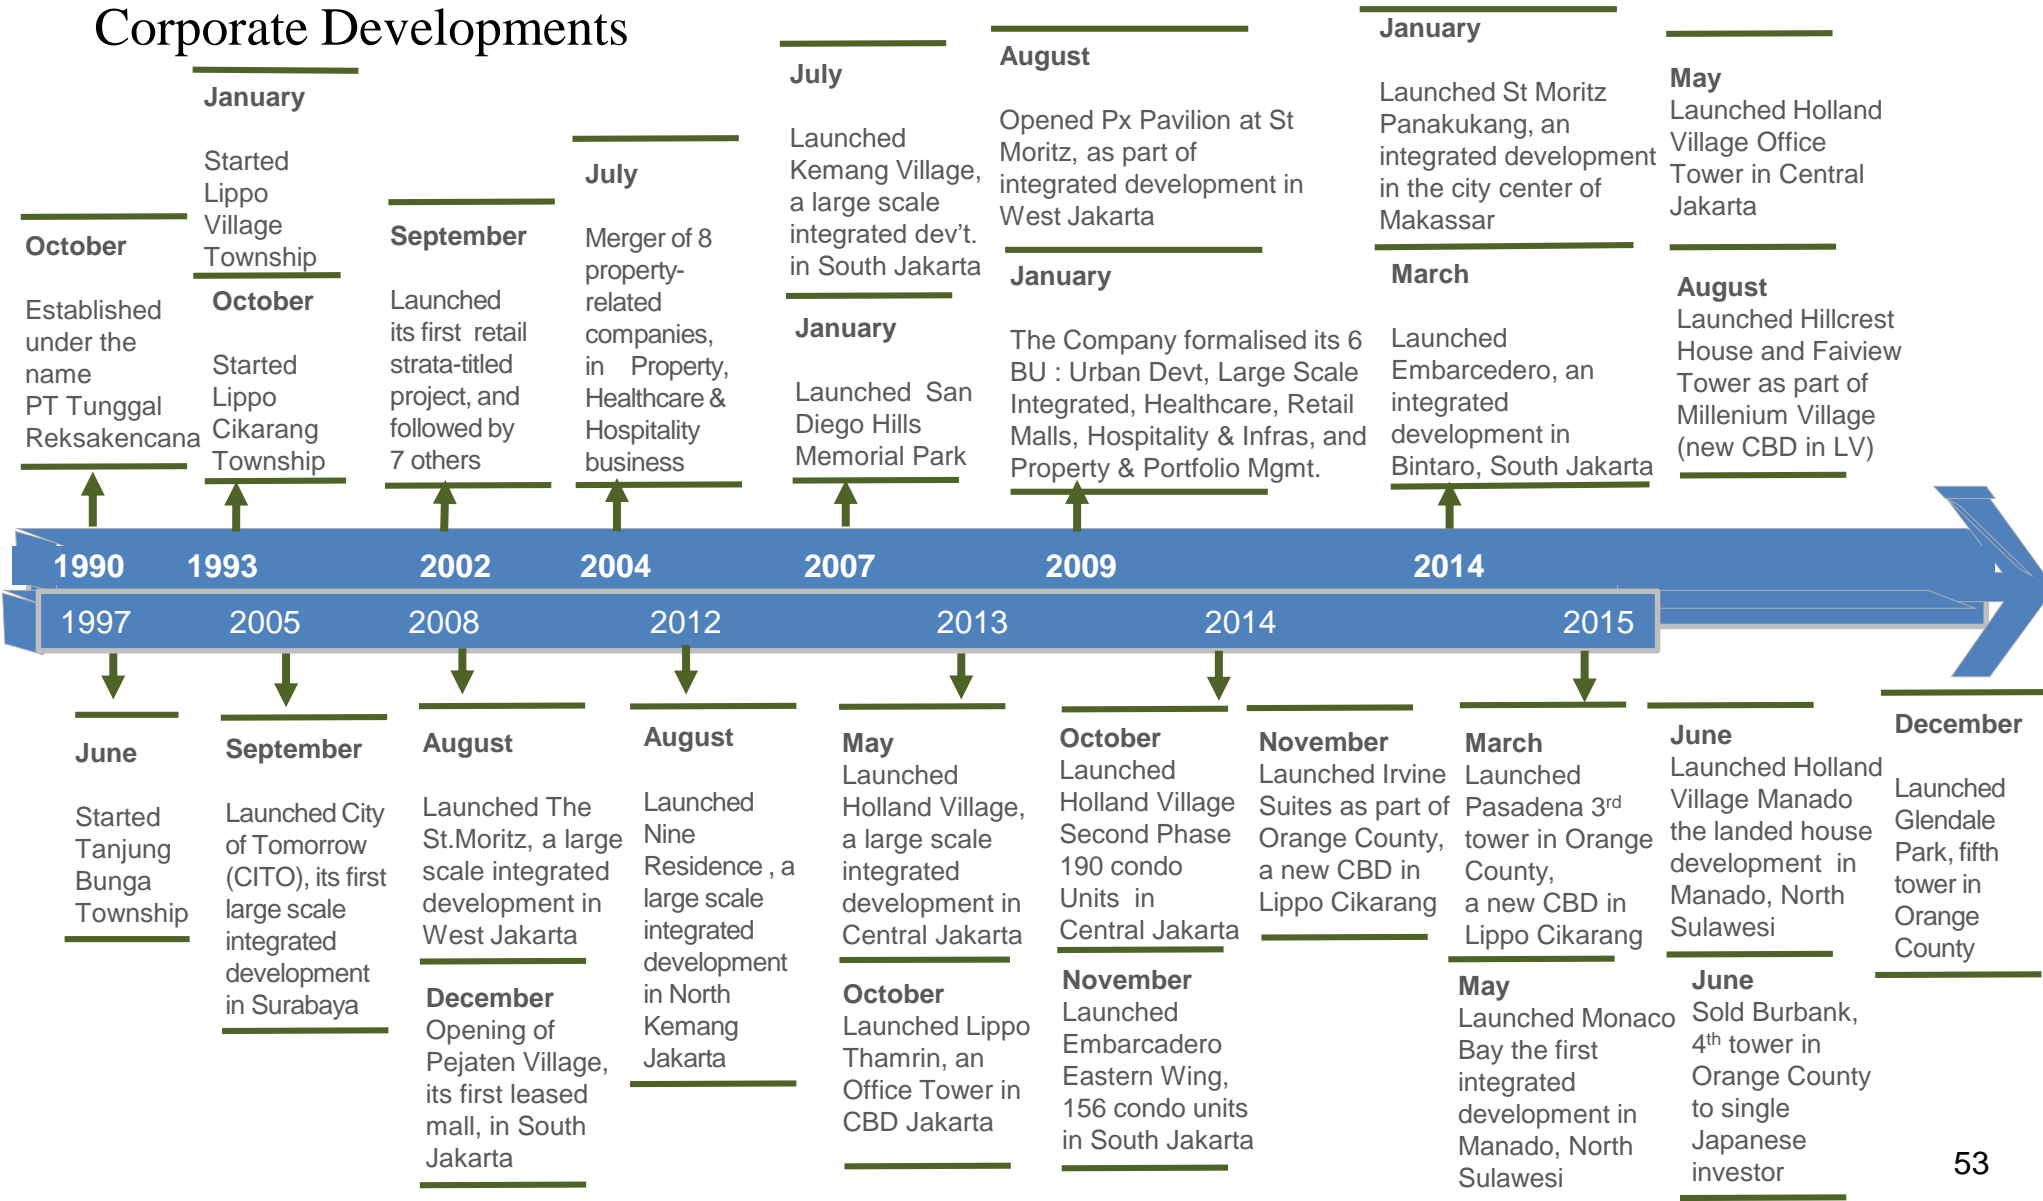 Corporate Developments
October
Established
under the
name
PT Tunggal
Reksakencana
January
Started
Lippo
Village
Township
October
Started
Lippo
Cikarang
Township
September
Launched
its first retail
strata-titled
project, and
followed by
7 others
July
Merger of 8
property-
related
companies,
in Property,
Healthcare &
Hospitality
business
July
Launched
Kemang Village,
a large scale
integrated dev't.
in South Jakarta
January
Launched San
Diego Hills
Memorial Park
August
Opened Px Pavilion at St
Moritz, as part of
integrated development in
West Jakarta
January
The Company formalised its 6
BU : Urban Devt, Large Scale
Integrated, Healthcare, Retail
Malls, Hospitality & Infras, and
Property & Portfolio Mgmt.
January
Launched St Moritz
Panakukang, an
integrated development
in the city center of
Makassar
March
Launched
Embarcedero, an
integrated
development in
Bintaro, South Jakarta
May
Launched Holland
Village Office
Tower in Central
Jakarta
August
Launched Hillcrest
House and Faiview
Tower as part of
Millenium Village
(new CBD in LV)
1990 1993 2002 2004 2007 2009 2014
1997 2005 2008 2012 2013 2014 2015
June
Started
Tanjung
Bunga
Township
September
Launched City
of Tomorrow
(CITO), its first
large scale
integrated
development
in Surabaya
August
Launched The
St.Moritz, a large
scale integrated
development in
West Jakarta
December
Opening of
Pejaten Village,
its first leased
mall, in South
Jakarta
August
Launched
Nine
Residence , a
large scale
integrated
development
in North
Kemang
Jakarta
May
Launched
Holland Village,
a large scale
integrated
development in
Central Jakarta
October
Launched Lippo
Thamrin, an
Office Tower in
CBD Jakarta
October
Launched
Holland Village
Second Phase
190 condo
Units in
Central Jakarta
November
Launched
Embarcadero
Eastern Wing,
156 condo units
in South Jakarta
November
Launched Irvine
Suites as part of
Orange County,
a new CBD in
Lippo Cikarang
March
Launched
Pasadena 3rd
tower in Orange
County,
a new CBD in
Lippo Cikarang
May
Launched Monaco
Bay the first
integrated
development in
Manado, North
Sulawesi
June
Launched Holland
Village Manado
the landed house
development in
Manado, North
Sulawesi
June
Sold Burbank,
4th tower in
Orange County
to single
Japanese
investor
December
Launched
Glendale
Park, fifth
tower in
Orange
County
53